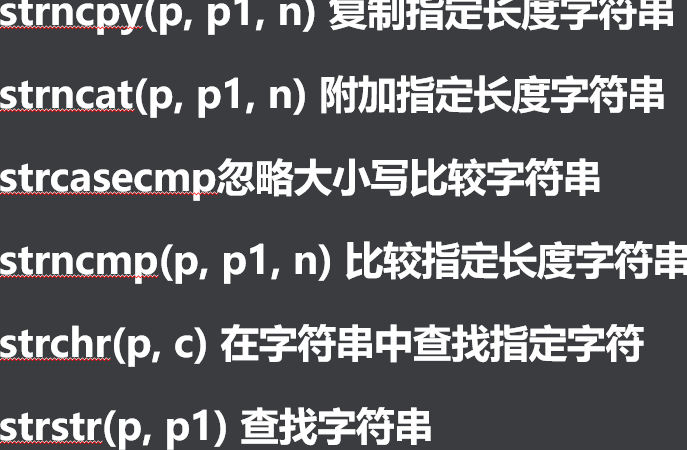 strncpy(p, p1, n) 复制指定长度字符串
strncat(p, p1, n) 附加指定长度字符串
strcasecmp忽略大小写比较字符串
strncmp(p, p1, n) 比较指定长度字符串
strchr(p, c) 在字符串中查找指定字符
strstr(p, p1) 查找字符串